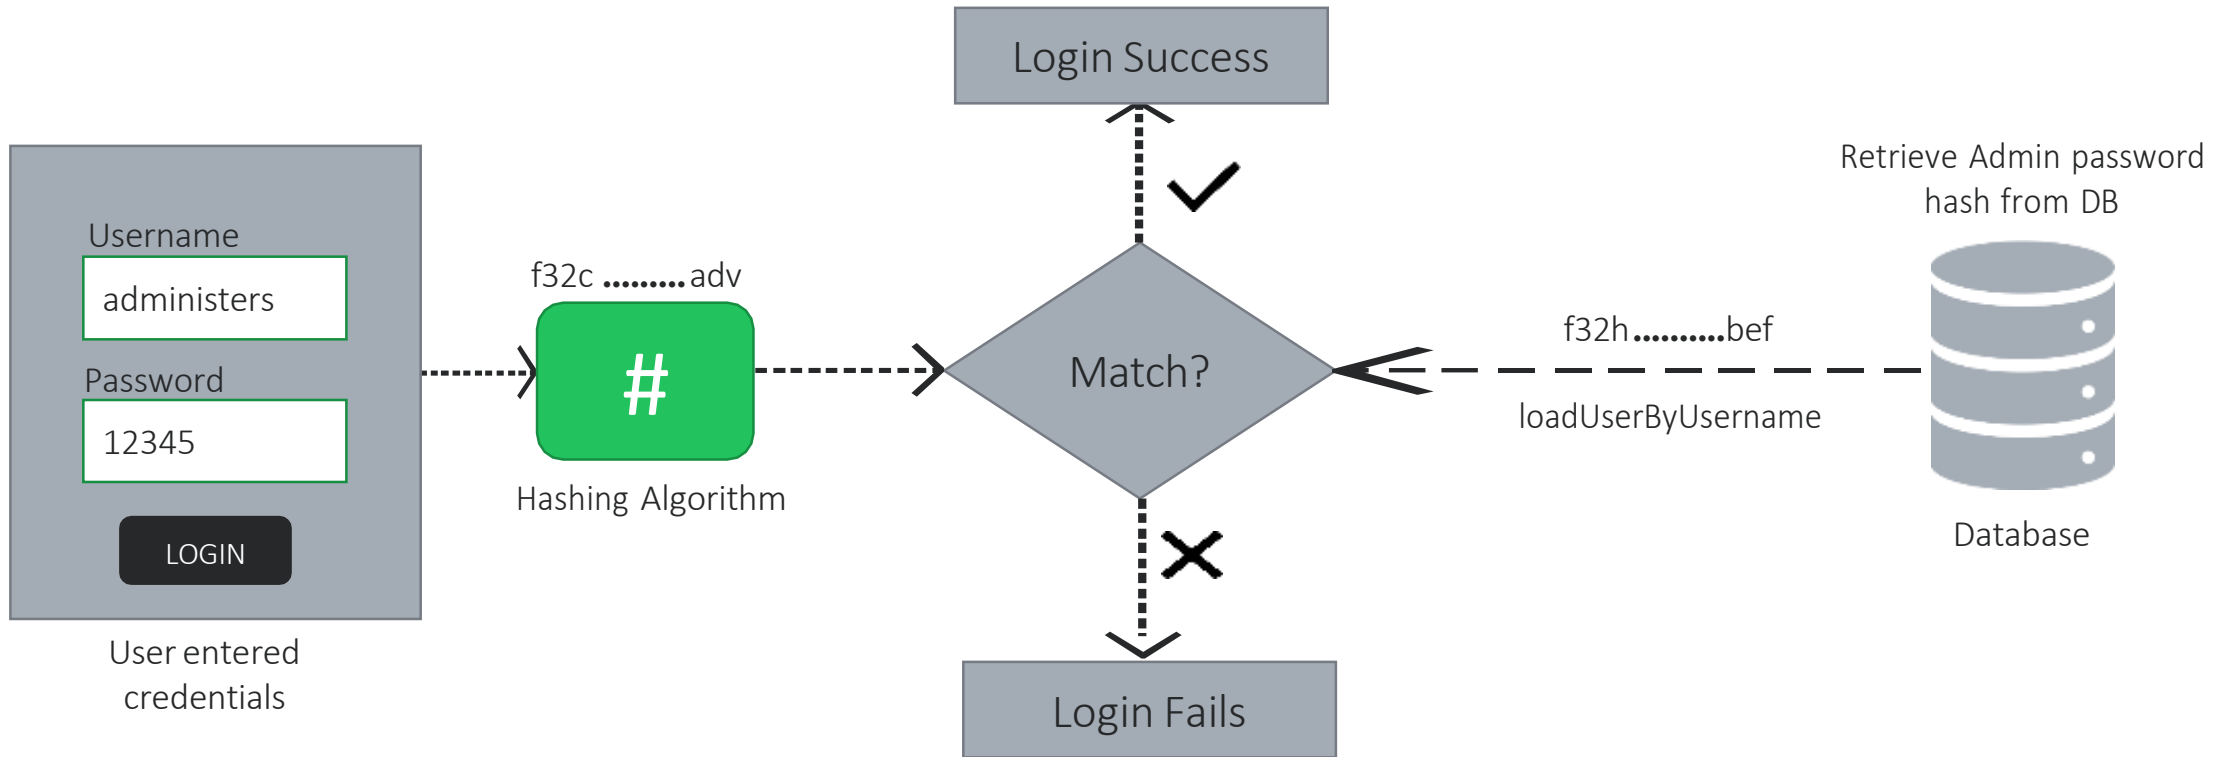 Login Success
Retrieve Admin password
hash from DB
Username
administers
f32c ......... adv
#
Hashing Algorithm
Match?
f32h..........bef
loadUserByUsername
Password
12345
LOGIN
Database
User entered
credentials
Login Fails